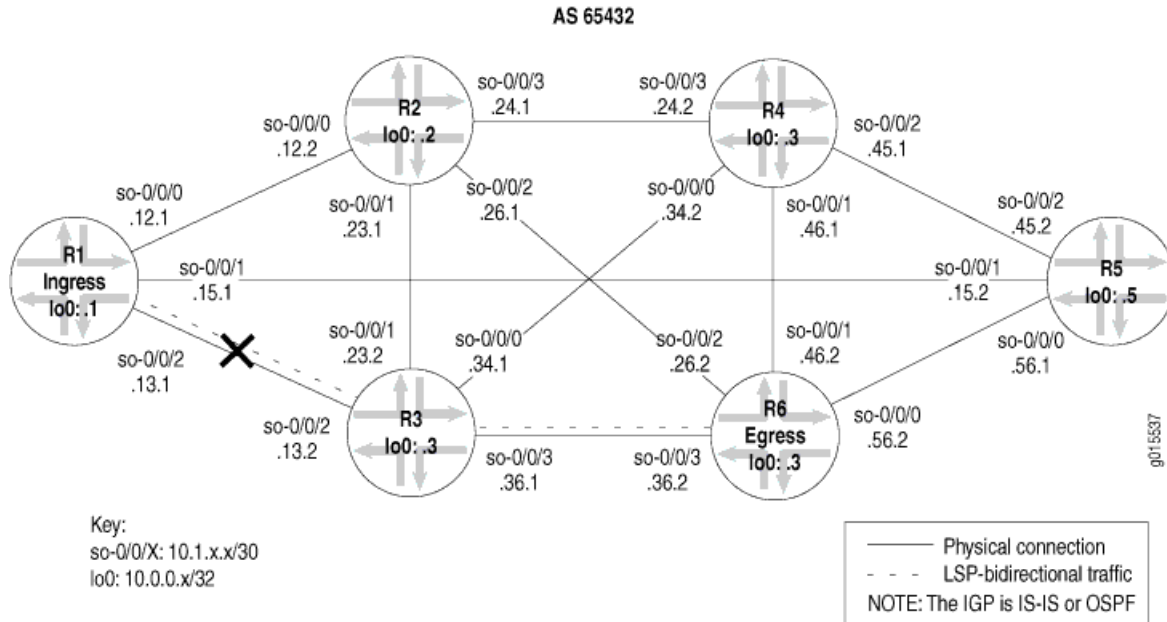 AS 65432
R2
lo0: .2
so-0/0/3
.24.1
so-0/0/3
.24.2
R4
lo0: .3
so-0/0/0
.12.2
so-0/0/2
.45.1
so-0/0/0
.12.1
so-0/0/1
.23.1
so-0/0/2
.26.1
so-0/0/0
.34.2
so-0/0/1
.46.1
so-0/0/2
.45.2
R1
Ingress
lo0: .1
so-0/0/1
.15.1
so-0/0/1
.15.2
R5
lo0: .5
so-0/0/2
.13.1
so-0/0/1
.23.2
so-0/0/0
.34.1
so-0/0/2
.26.2
so-0/0/1
.46.2
so-0/0/0
.56.1
so-0/0/2
.13.2
R3
lo0: .3
so-0/0/3
.36.1
so-0/0/3
.36.2
R6
Egress
lo0: .3
so-0/0/0
.56.2
g015537
Key:
so-0/0/X: 10.1.x.x/30
lo0: 10.0.0.x/32
Physical connection
LSP-bidirectional traffic
NOTE: The IGP is IS-IS or OSPF